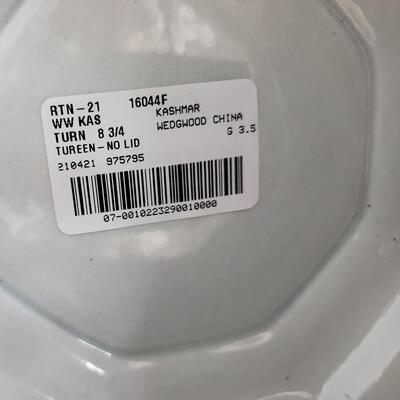 RTN-21 16044F
WW KAS KASHMAR
TURN 8 3/4 WEDGWOOD CHINA
TUREEN-NO LID G 3.5
210421 975795
07-0010223290010000